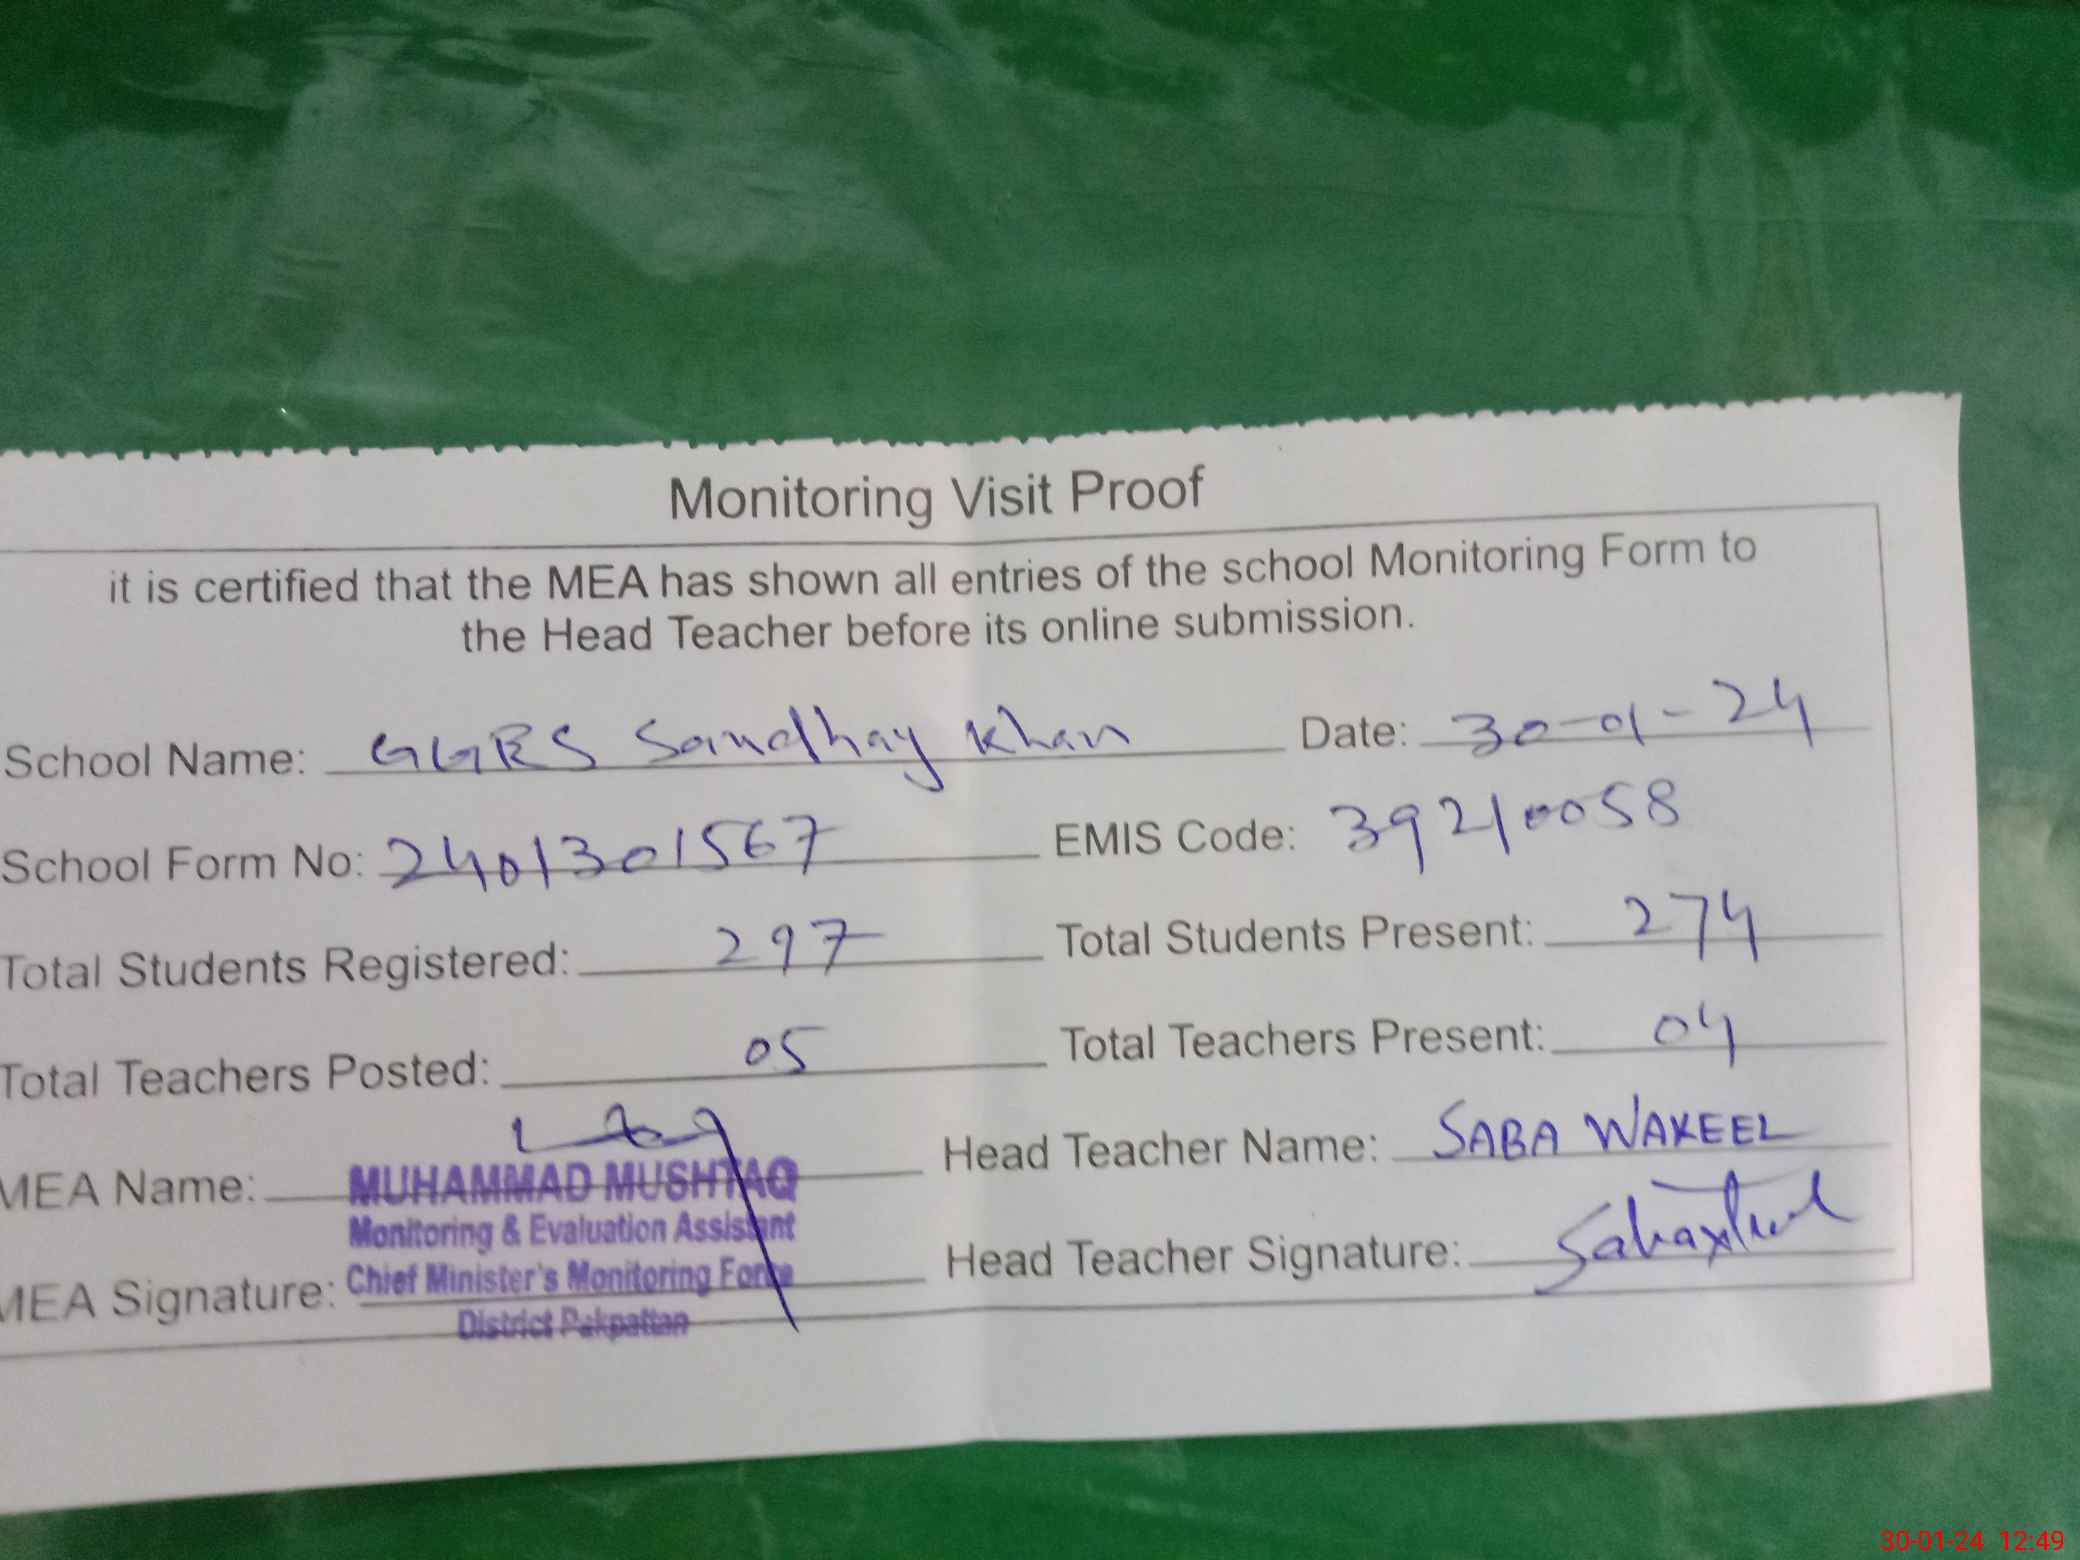 Monitoring Visit Proof
it is certified that the MEA has shown all entries of the school Monitoring Form to
the Head Teacher before its online submission.
School Name: GGRS Sandhay Khan Date: 30-01-24
School Form No: 2401301567 EMIS Code: 39210058
Total Students Registered: 297 Total Students Present: 274
Total Teachers Posted: 05 Total Teachers Present: 04
MEA Name: MUHAMMAD MUSHTAQ Head Teacher Name: SABA WAKEEL
Monitoring & Evaluation Assistant
MEA Signature: Chief Minister's Monitoring Force Head Teacher Signature:
District Pakpattan
30-01-24 12:49